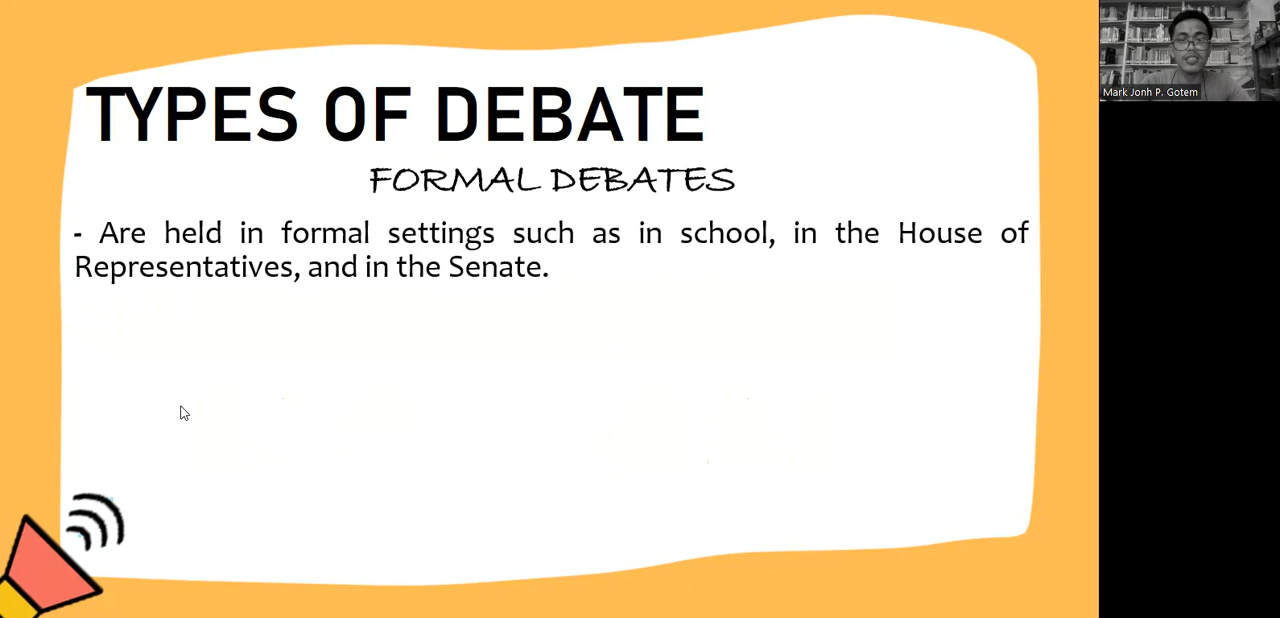 TYPES OF DEBATE
FORMAL DEBATES
- Are held in formal settings such as in school, in the House of
Representatives, and in the Senate.
Mark Jonh P. Gotem